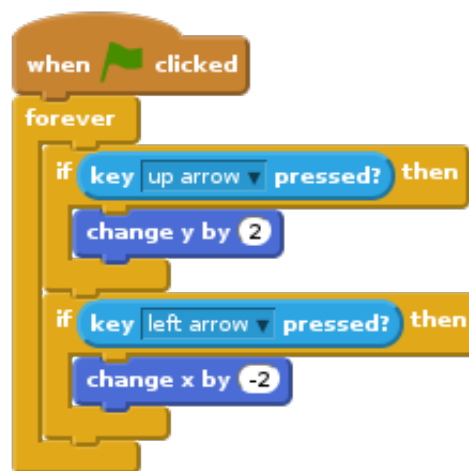 when clicked
forever
if key up arrow pressed? then
change y by 2
if key left arrow pressed? then
change x by -2